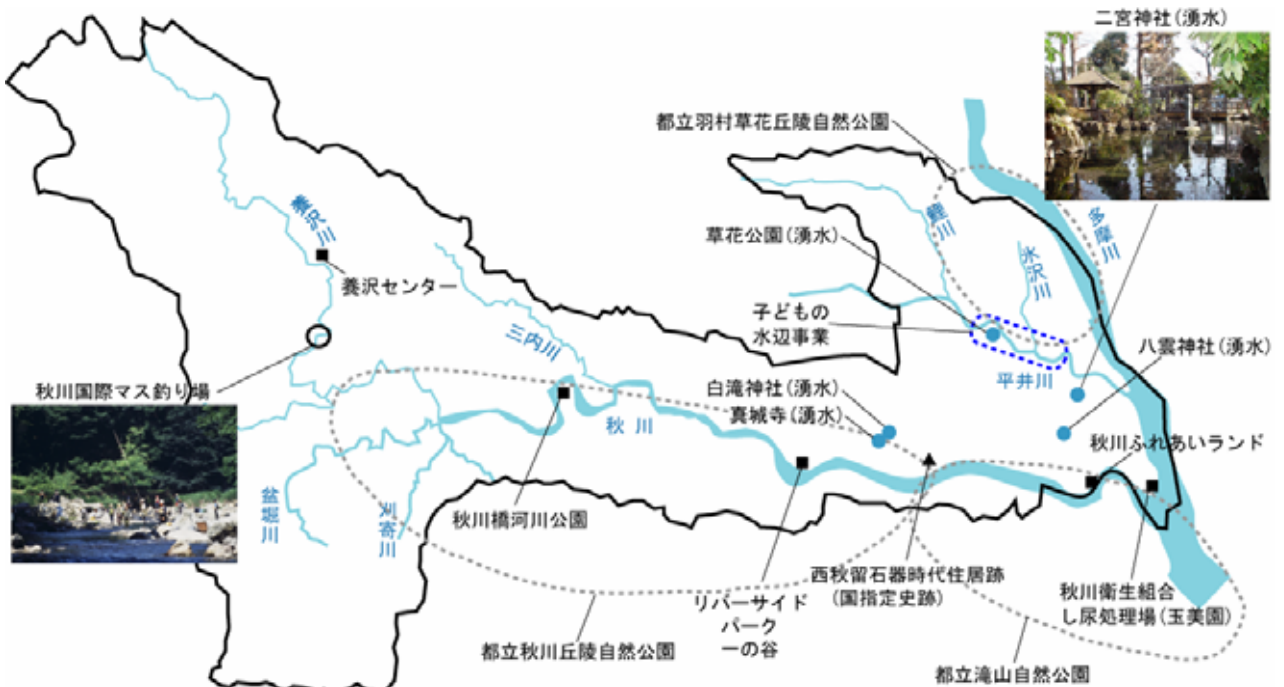 二宮神社(湧水)
都立羽村草花丘陵自然公園
鯉川
多摩川
草花公園(湧水)
氷沢川
養沢川
養沢センター
子どもの
水辺事業
三内川
八雲神社(湧水)
平井川
秋川国際マス釣り場
白滝神社(湧水)
真城寺(湧水)
秋川
秋川ふれあいランド
盆堀川
刈寄川
秋川橋河川公園
西秋留石器時代住居跡
(国指定史跡)
秋川衛生組合
し尿処理場(玉美園)
リバーサイド
パーク
一の谷
都立秋川丘陵自然公園
都立滝山自然公園